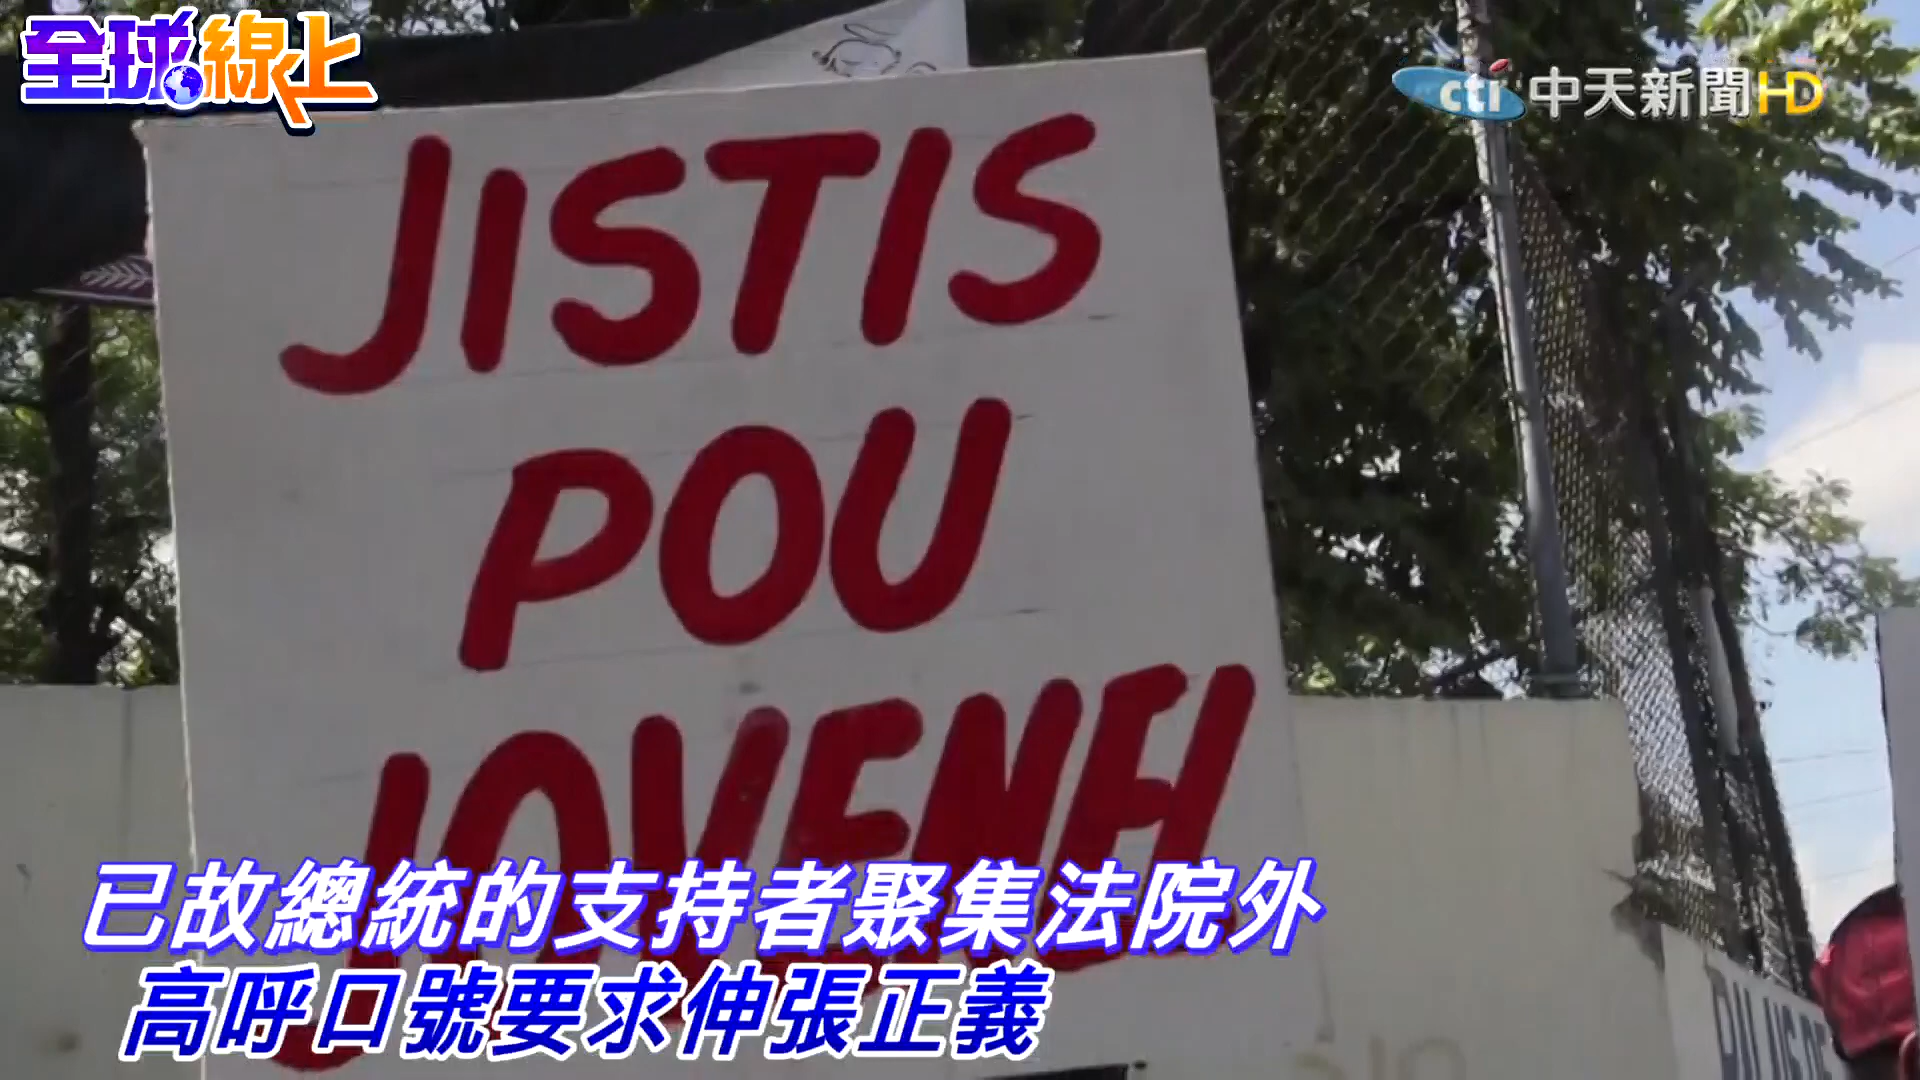 全球線上
cti 中天新聞HD
JISTIS
POU
JOVENEL
已故總統的支持者聚集法院外
高呼口號要求伸張正義